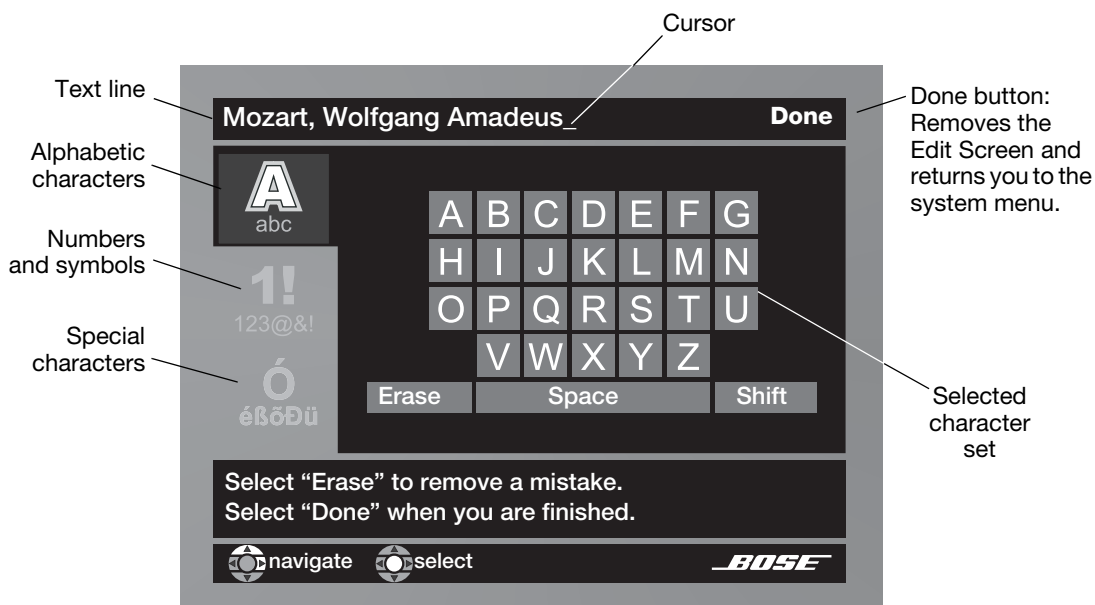 Cursor
Text line
Mozart, Wolfgang Amadeus_
Done
Done button:
Removes the
Edit Screen and
returns you to the
system menu.
Alphabetic
characters
A
abc
A B C D E F G
Numbers
and symbols
H I J K L M N
1!
123@&!
O P Q R S T U
Special
characters
V W X Y Z
Ó
éßõÐü
Erase Space Shift
Selected
character
set
Select “Erase” to remove a mistake.
Select “Done” when you are finished.
navigate select BOSE